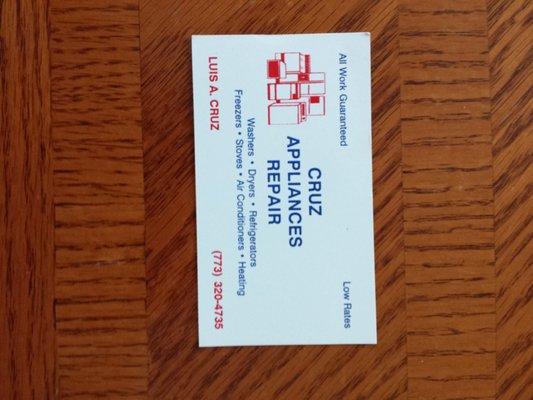 All Work Guaranteed Low Rates
CRUZ
APPLIANCES
REPAIR
Washers • Dryers • Refrigerators
Freezers • Stoves • Air Conditioners • Heating
LUIS A. CRUZ (773) 320-4735